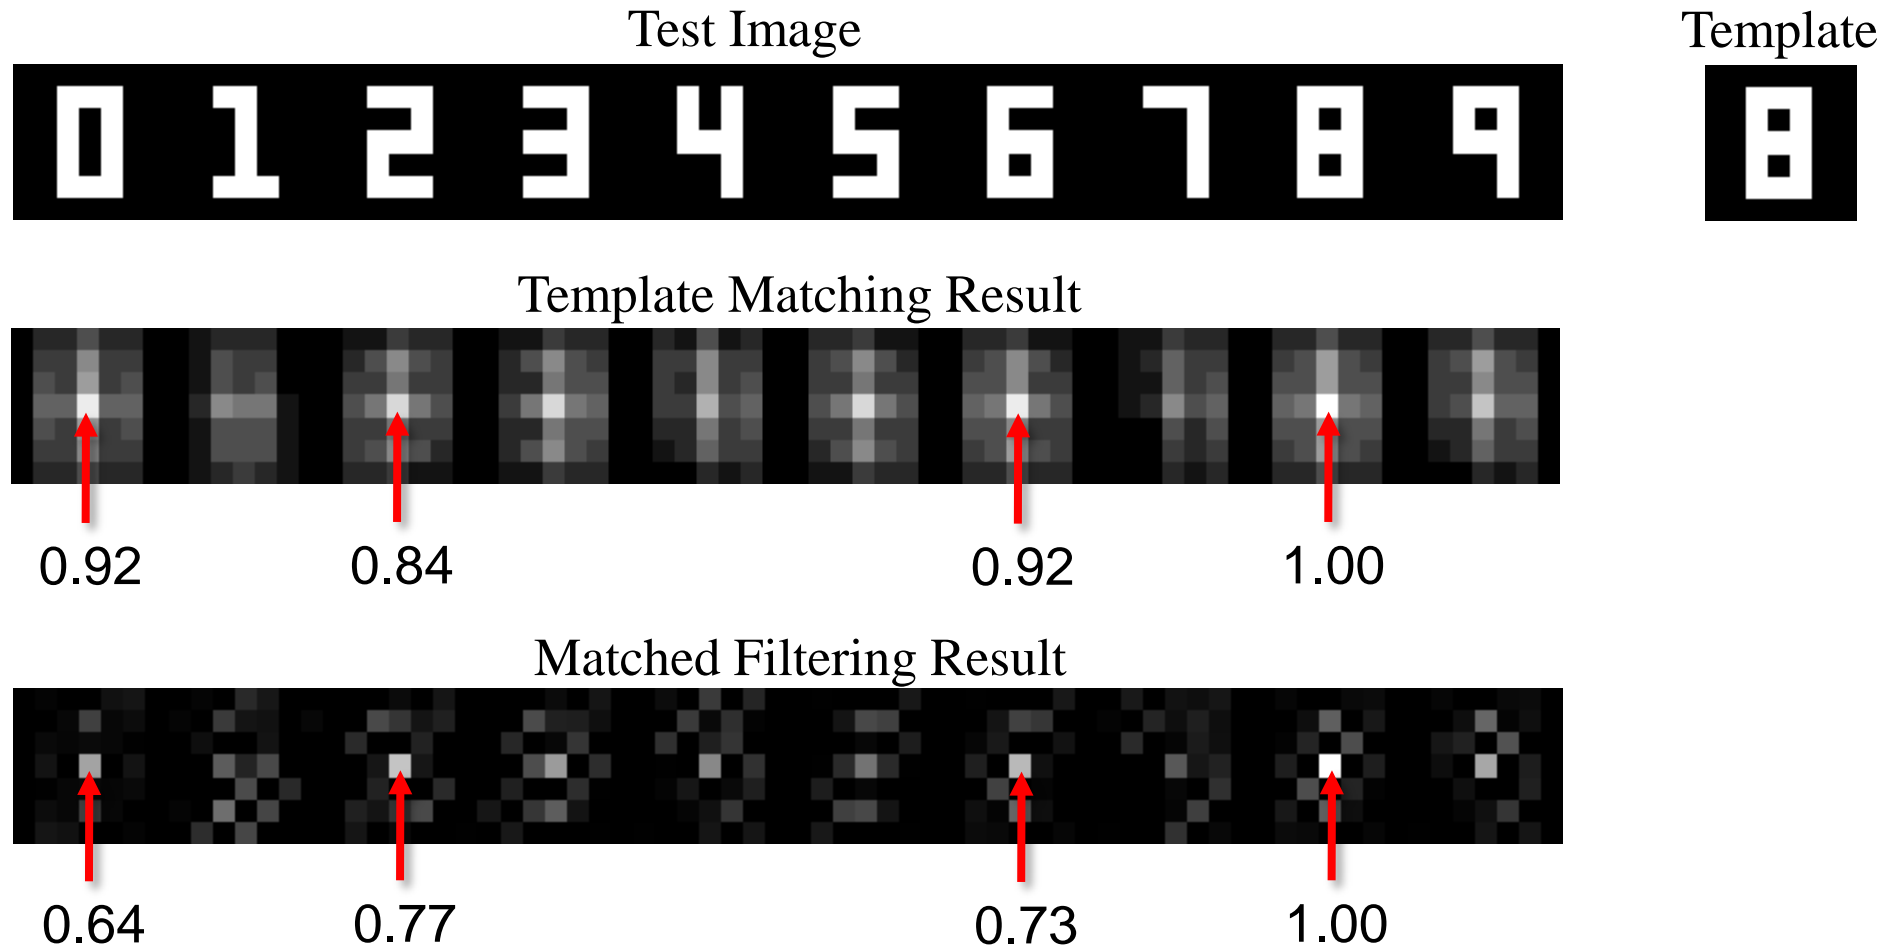 Test Image
Template
0 1 2 3 4 5 6 7 8 9
8
Template Matching Result
0.92 0.84 0.92 1.00
Matched Filtering Result
0.64 0.77 0.73 1.00